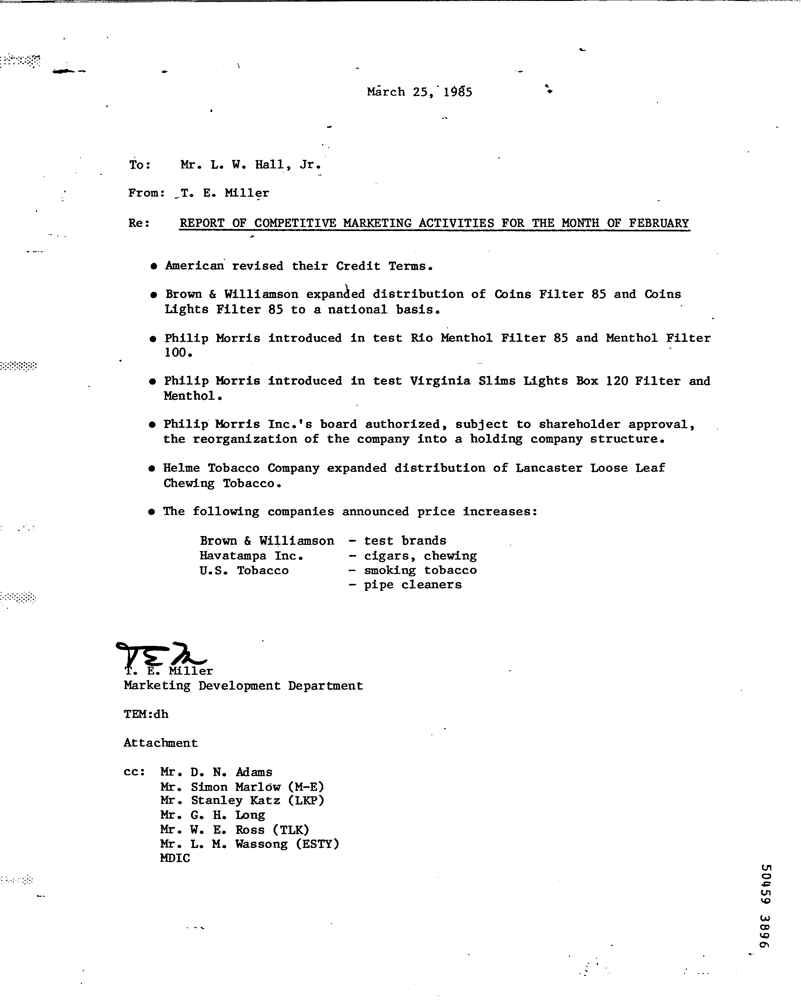 March 25, 1985
To: Mr. L. W. Hall, Jr.
From: T. E. Miller
Re: REPORT OF COMPETITIVE MARKETING ACTIVITIES FOR THE MONTH OF FEBRUARY
• American revised their Credit Terms.
• Brown & Williamson expanded distribution of Coins Filter 85 and Coins
Lights Filter 85 to a national basis.
• Philip Morris introduced in test Rio Menthol Filter 85 and Menthol Filter
100.
• Philip Morris introduced in test Virginia Slims Lights Box 120 Filter and
Menthol.
• Philip Morris Inc.'s board authorized, subject to shareholder approval,
the reorganization of the company into a holding company structure.
• Helme Tobacco Company expanded distribution of Lancaster Loose Leaf
Chewing Tobacco.
• The following companies announced price increases:
Brown & Williamson - test brands
Havatampa Inc. - cigars, chewing
U.S. Tobacco - smoking tobacco
- pipe cleaners
TEM
T. E. Miller
Marketing Development Department
TEM:dh
Attachment
cc: Mr. D. N. Adams
Mr. Simon Marlow (M-E)
Mr. Stanley Katz (LKP)
Mr. G. H. Long
Mr. W. E. Ross (TLK)
Mr. L. M. Wassong (ESTY)
MDIC
50459 3896